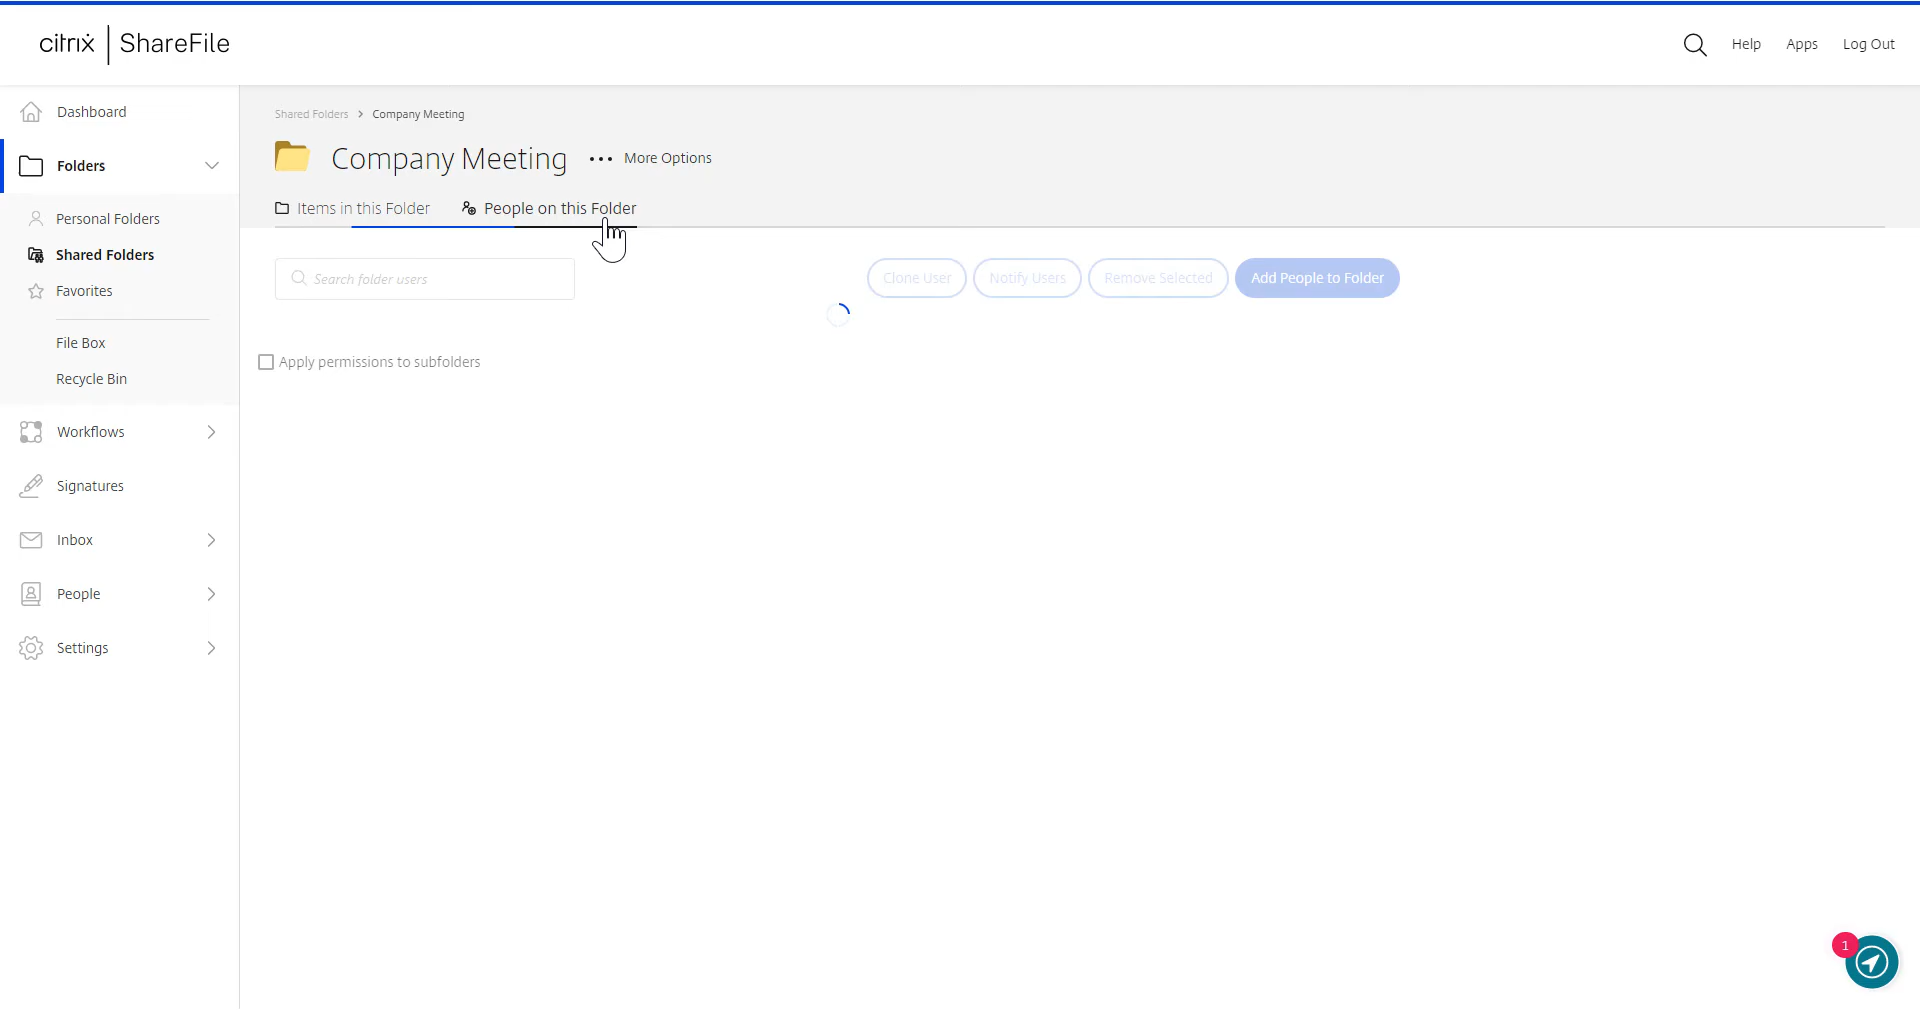 citrix | ShareFile
Help
Apps
Log Out
Dashboard
Folders
Personal Folders
Shared Folders
Favorites
File Box
Recycle Bin
Workflows
Signatures
Inbox
People
Settings
Shared Folders > Company Meeting
Company Meeting ••• More Options
Items in this Folder
People on this Folder
Search folder users
Clone User
Notify Users
Remove Selected
Add People to Folder
Apply permissions to subfolders
1